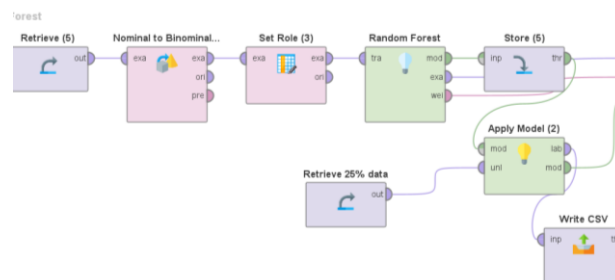 orest
Retrieve (5)
Nominal to Binominal...
Set Role (3)
Random Forest
Store (5)
out
exa
exa
exa
exa
tra
mod
inp
thr
ori
ori
exa
pre
wei
Apply Model (2)
mod
lab
unl
mod
Retrieve 25% data
out
Write CSV
inp